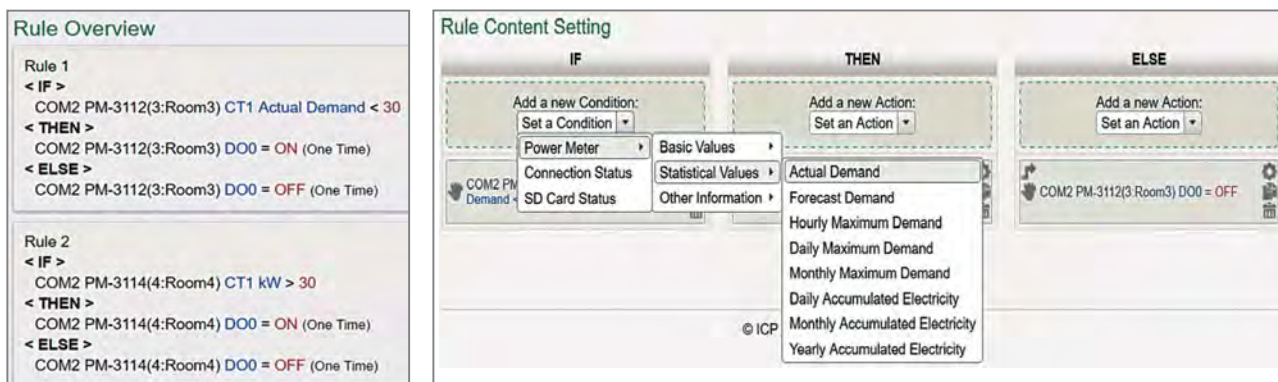 Rule Overview
Rule 1
< IF >
COM2 PM-3112(3:Room3) CT1 Actual Demand < 30
< THEN >
COM2 PM-3112(3:Room3) DO0 = ON (One Time)
< ELSE >
COM2 PM-3112(3:Room3) DO0 = OFF (One Time)
Rule 2
< IF >
COM2 PM-3114(4:Room4) CT1 kW > 30
< THEN >
COM2 PM-3114(4:Room4) DO0 = ON (One Time)
< ELSE >
COM2 PM-3114(4:Room4) DO0 = OFF (One Time)
Rule Content Setting
IF THEN ELSE
Add a new Condition: Add a new Action: Add a new Action:
Set a Condition Set an Action Set an Action
Power Meter Basic Values
Connection Status Statistical Values Actual Demand
SD Card Status Other Information Forecast Demand
COM2 PM
Demand <
COM2 PM-3112(3:Room3) DO0 = OFF
Hourly Maximum Demand
Daily Maximum Demand
Monthly Maximum Demand
Daily Accumulated Electricity
Monthly Accumulated Electricity
Yearly Accumulated Electricity
© ICP